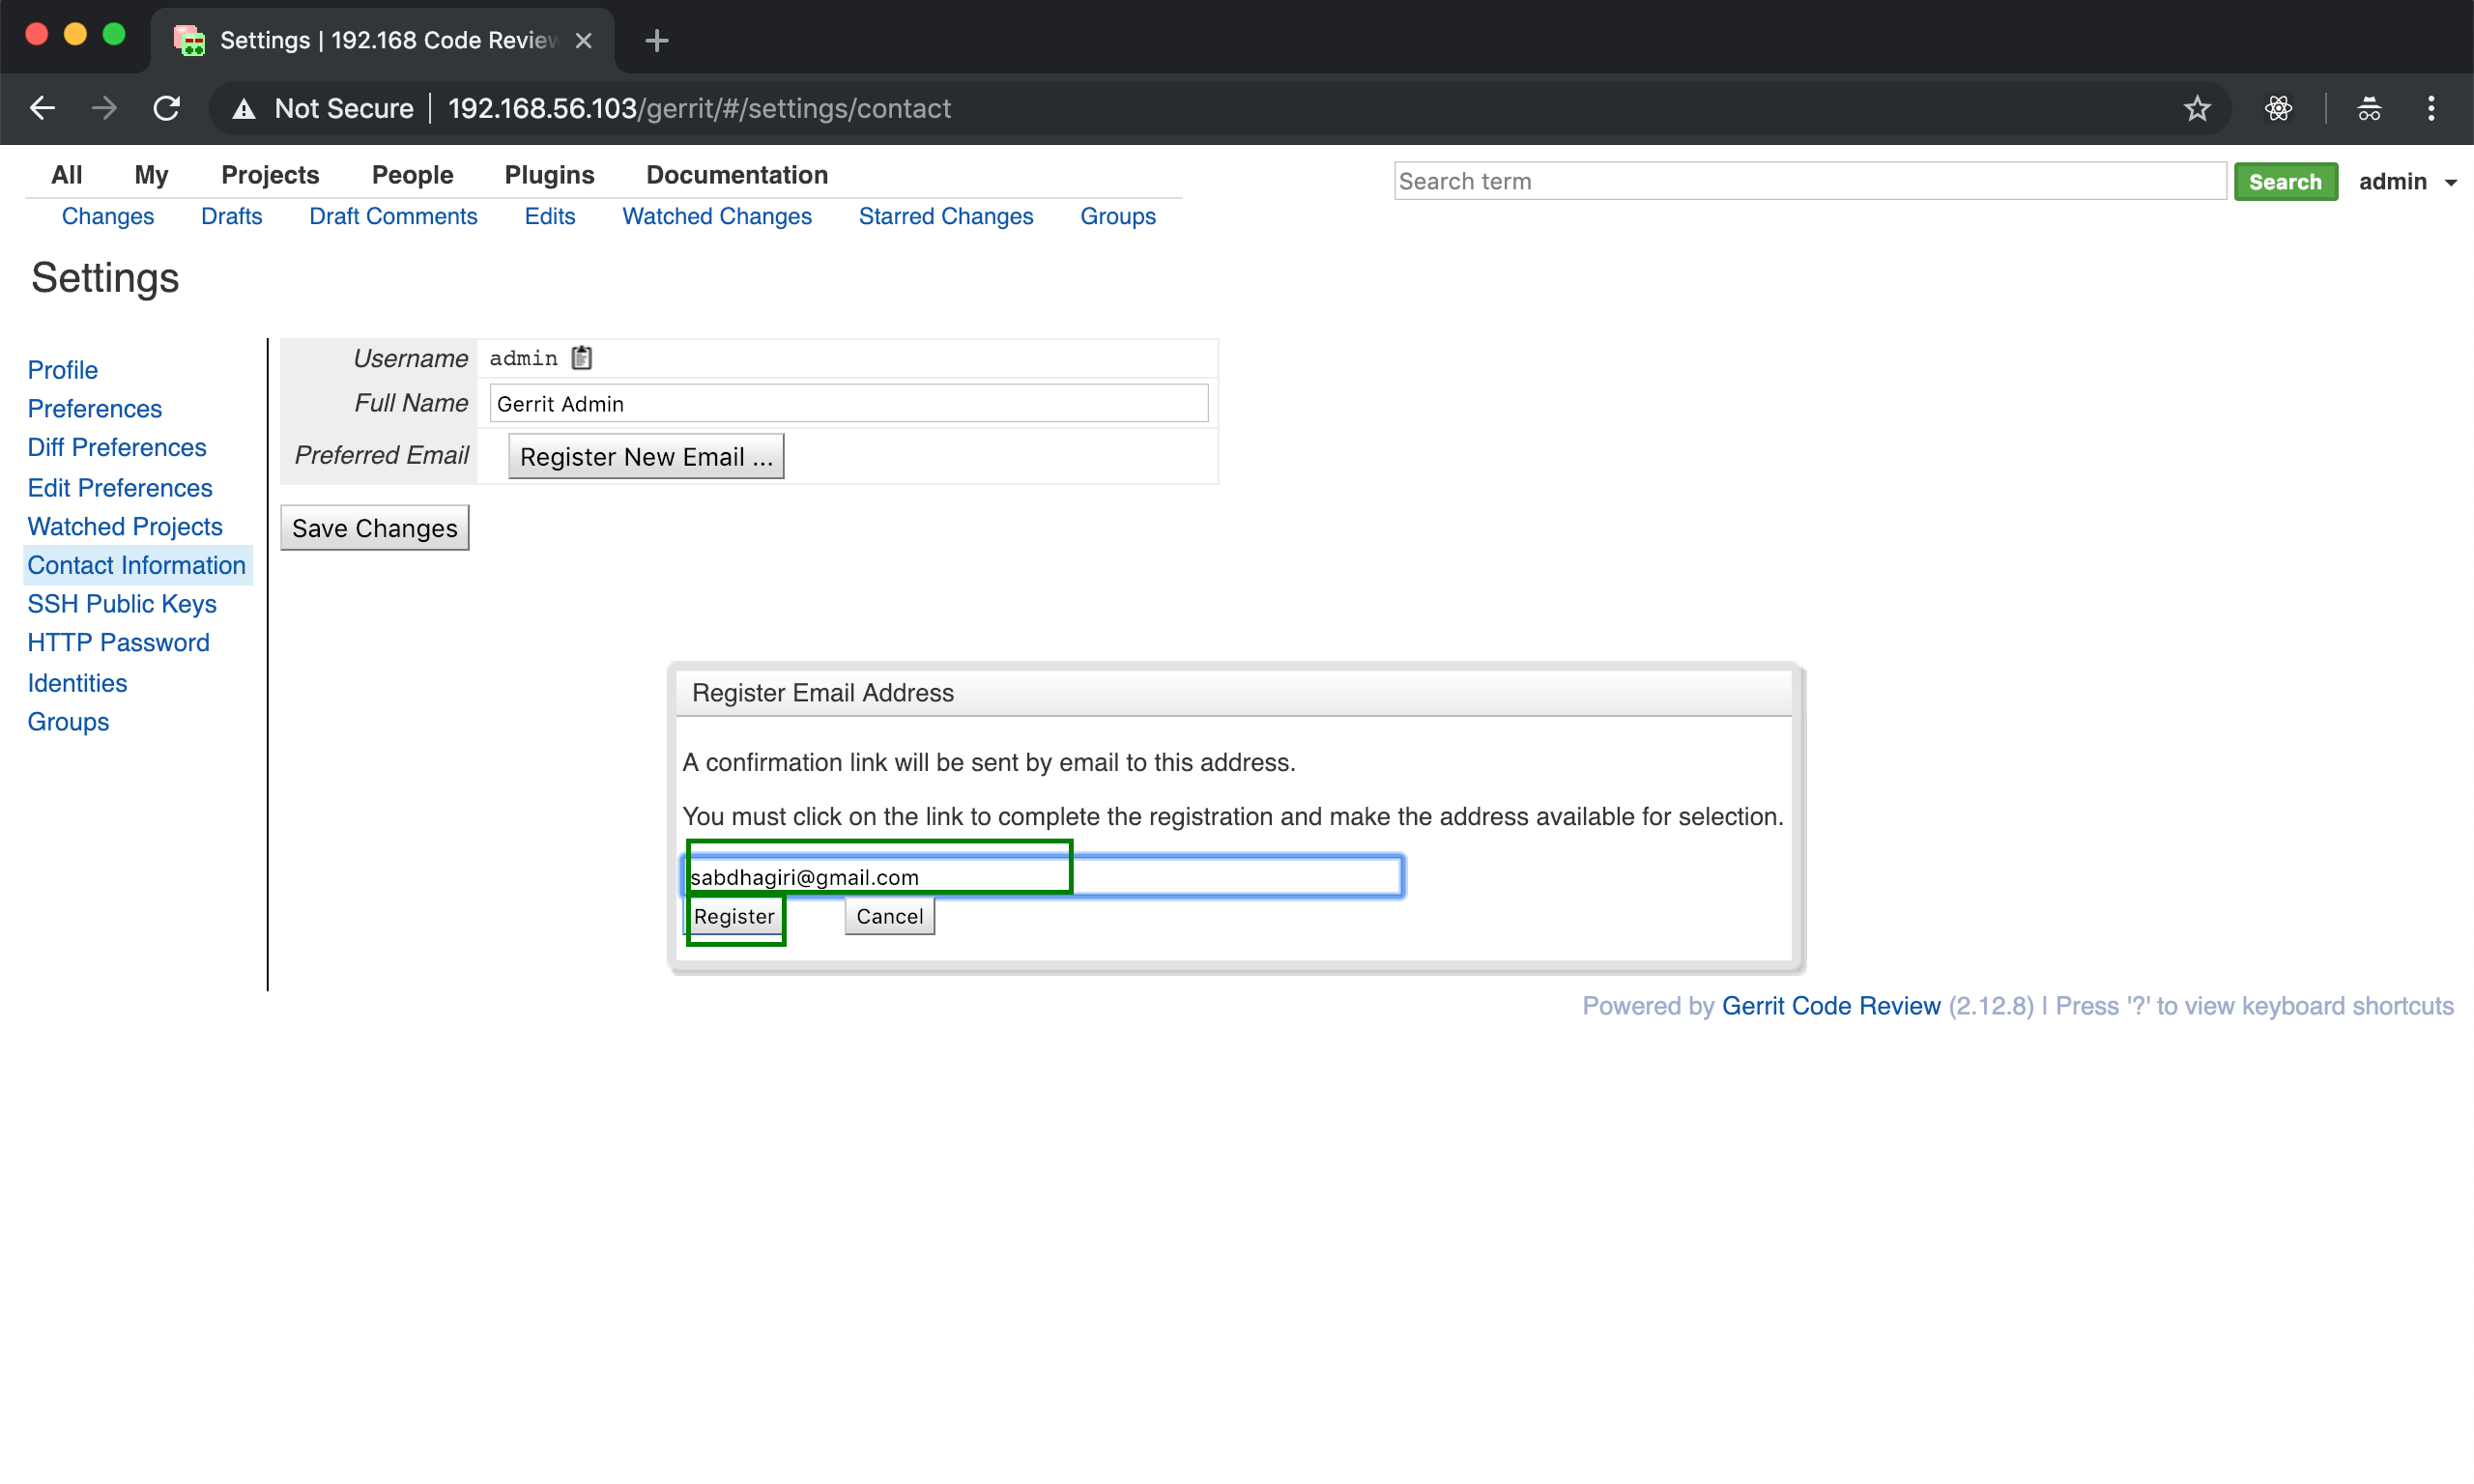 Settings | 192.168 Code Review
Not Secure 192.168.56.103/gerrit/#/settings/contact
All My Projects People Plugins Documentation
Search term Search admin
Changes Drafts Draft Comments Edits Watched Changes Starred Changes Groups
Settings
Profile
Preferences
Diff Preferences
Edit Preferences
Watched Projects
Contact Information
SSH Public Keys
HTTP Password
Identities
Groups
Username admin
Full Name Gerrit Admin
Preferred Email Register New Email ...
Save Changes
Register Email Address
A confirmation link will be sent by email to this address.
You must click on the link to complete the registration and make the address available for selection.
sabdhagiri@gmail.com
Register Cancel
Powered by Gerrit Code Review (2.12.8) | Press '?' to view keyboard shortcuts